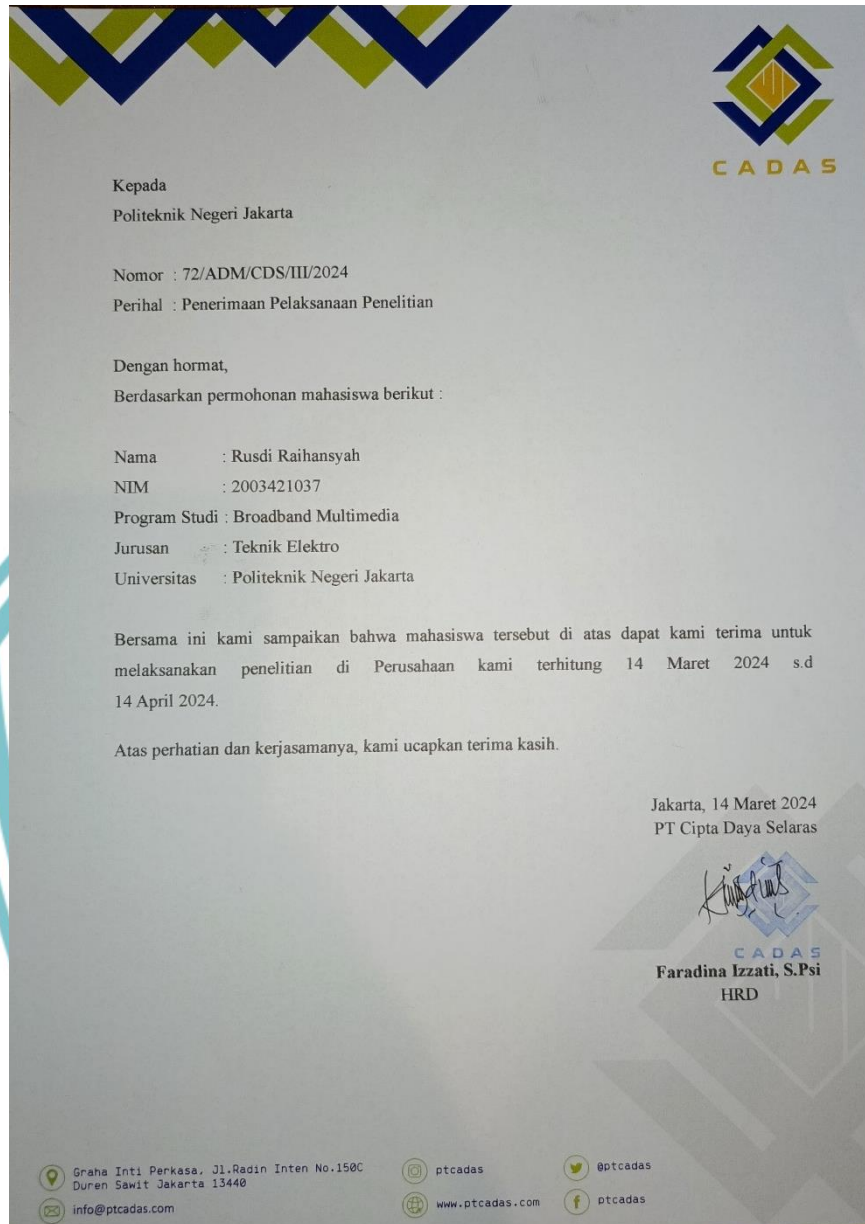 CADAS
Kepada
Politeknik Negeri Jakarta
Nomor : 72/ADM/CDS/III/2024
Perihal : Penerimaan Pelaksanaan Penelitian
Dengan hormat,
Berdasarkan permohonan mahasiswa berikut :
Nama : Rusdi Raihansyah
NIM : 2003421037
Program Studi : Broadband Multimedia
Jurusan : Teknik Elektro
Universitas : Politeknik Negeri Jakarta
Bersama ini kami sampaikan bahwa mahasiswa tersebut di atas dapat kami terima untuk
melaksanakan penelitian di Perusahaan kami terhitung 14 Maret 2024 s.d
14 April 2024.
Atas perhatian dan kerjasamanya, kami ucapkan terima kasih.
Jakarta, 14 Maret 2024
PT Cipta Daya Selaras
CADAS
Faradina Izzati, S.Psi
HRD
Graha Inti Perkasa, Jl.Radin Inten No.150C
Duren Sawit Jakarta 13440
info@ptcadas.com
ptcadas
www.ptcadas.com
@ptcadas
ptcadas